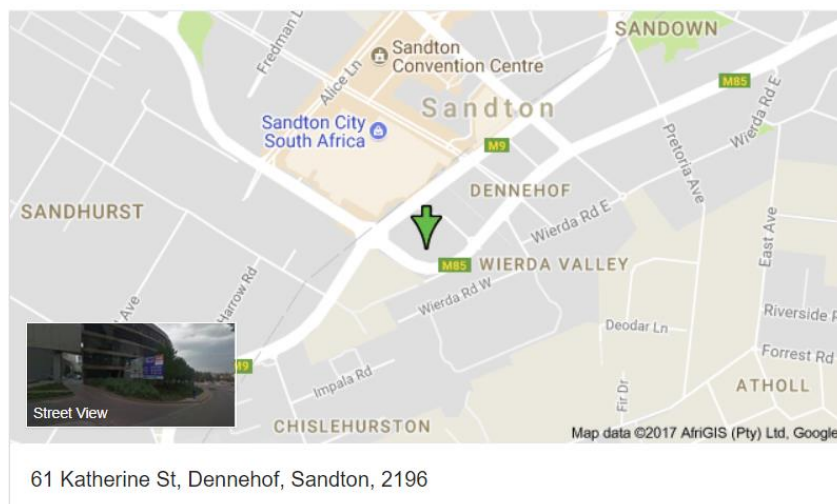 SANDOWN
Sandton
Convention Centre
Fredman
Alice Ln
Sandton
M85
Wierda Rd E
Sandton City
South Africa
M9
Pretoria Ave
DENNEHOF
SANDHURST
Wierda Rd E
East Ave
M85
WIERDA VALLEY
Harrow Rd
Ave
Wierda Rd W
Riverside
Deodar Ln
Forrest Rd
M9
Impala Rd
Fir Dr
ATHOLL
Street View
CHISLEHURSTON
Map data ©2017 AfriGIS (Pty) Ltd, Google
61 Katherine St, Dennehof, Sandton, 2196